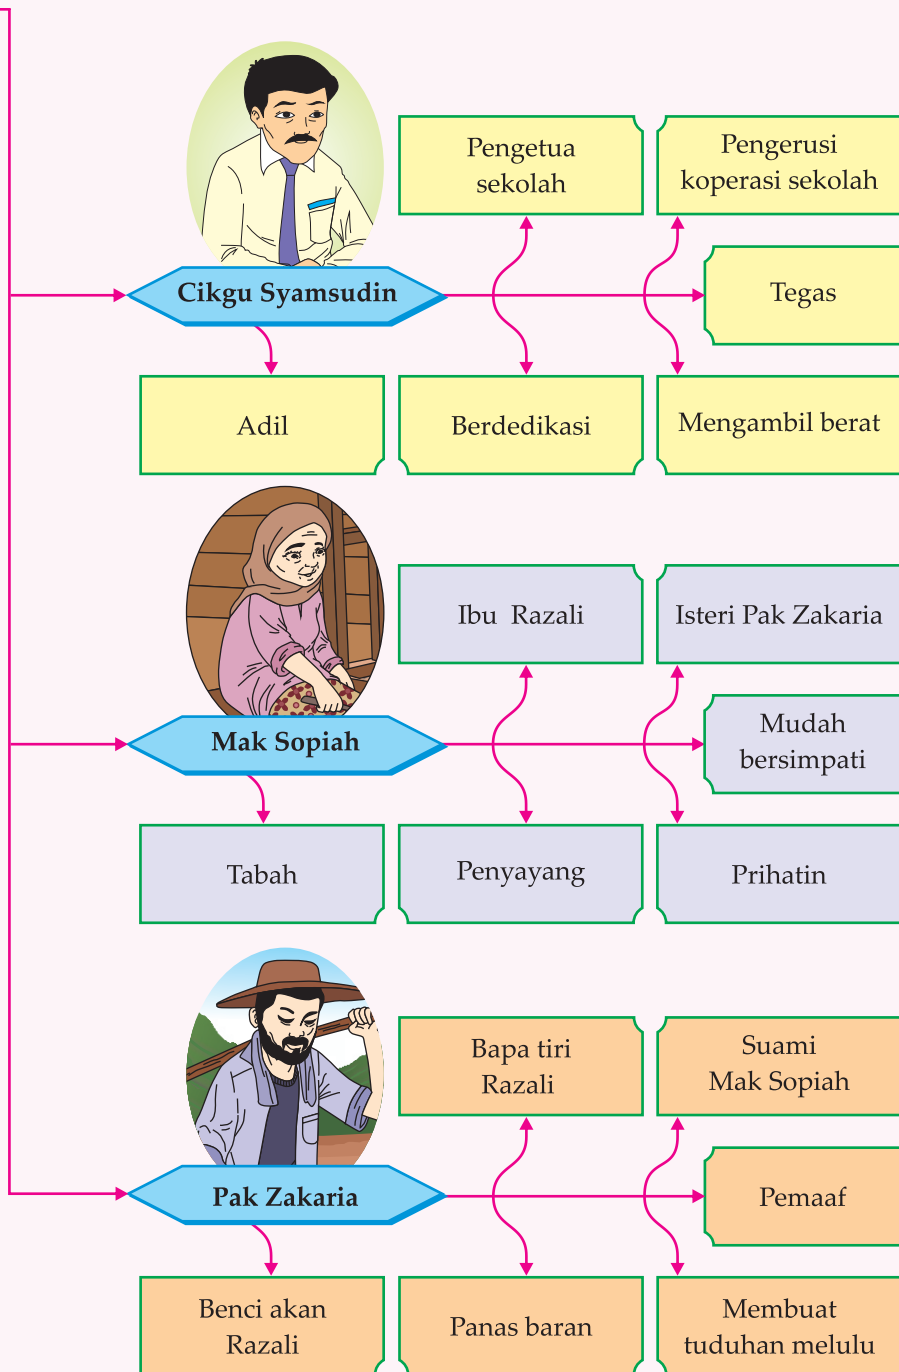 Pengetua
sekolah
Pengerusi
koperasi sekolah
Cikgu Syamsudin
Tegas
Adil
Berdedikasi
Mengambil berat
Ibu Razali
Isteri Pak Zakaria
Mak Sopiah
Mudah
bersimpati
Tabah
Penyayang
Prihatin
Bapa tiri
Razali
Suami
Mak Sopiah
Pak Zakaria
Pemaaf
Benci akan
Razali
Panas baran
Membuat
tuduhan melulu